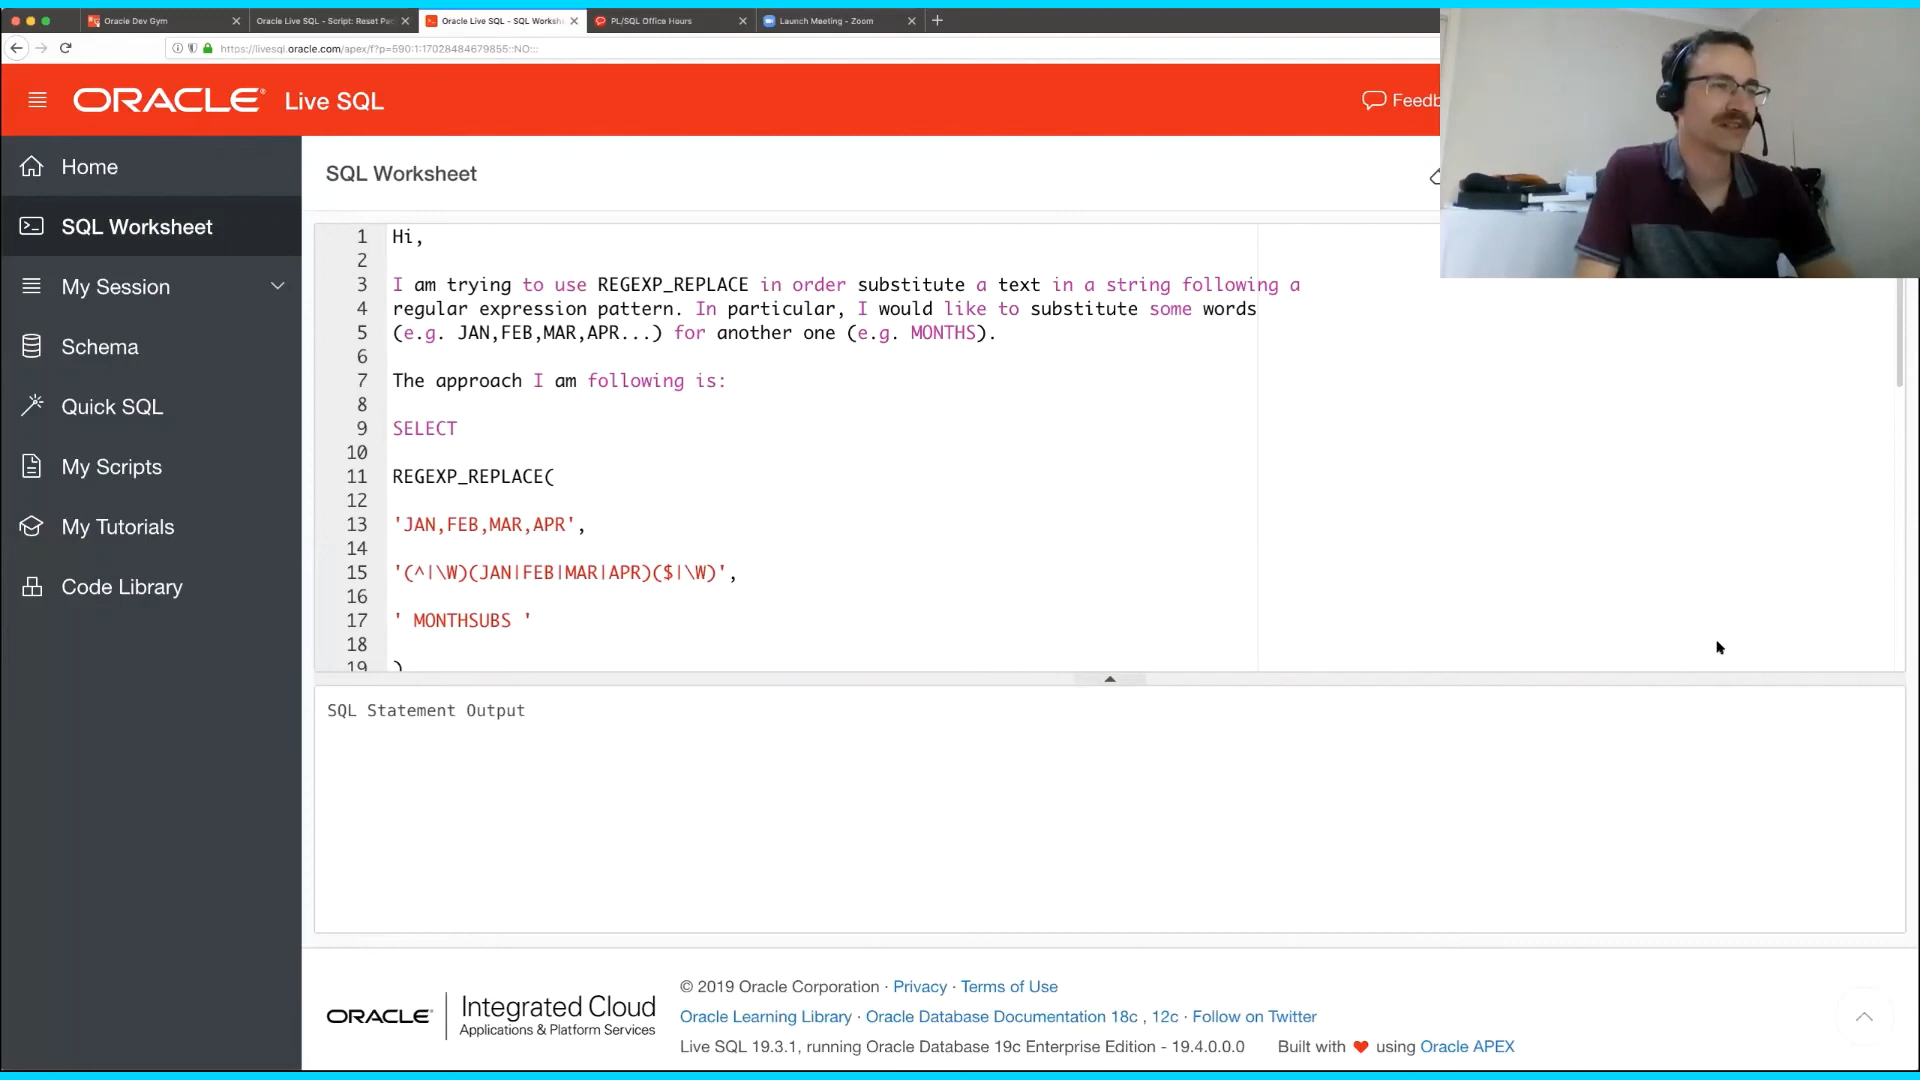 Oracle Dev Gym
Oracle Live SQL - Script: Reset Pac
Oracle Live SQL - SQL Workshe
PL/SQL Office Hours
Launch Meeting - Zoom
https://livesql.oracle.com/apex/f?p=590:1:17028484679855::NO:::
ORACLE Live SQL
Feedb
Home
SQL Worksheet
My Session
Schema
Quick SQL
My Scripts
My Tutorials
Code Library
SQL Worksheet
1 Hi,
2
3 I am trying to use REGEXP_REPLACE in order substitute a text in a string following a
4 regular expression pattern. In particular, I would like to substitute some words
5 (e.g. JAN,FEB,MAR,APR...) for another one (e.g. MONTHS).
6
7 The approach I am following is:
8
9 SELECT
10
11 REGEXP_REPLACE(
12
13 'JAN,FEB,MAR,APR',
14
15 '(^|\W)(JAN|FEB|MAR|APR)($|\W)',
16
17 ' MONTHSUBS '
18
19 )
SQL Statement Output
ORACLE Integrated Cloud
Applications & Platform Services
© 2019 Oracle Corporation · Privacy · Terms of Use
Oracle Learning Library · Oracle Database Documentation 18c , 12c · Follow on Twitter
Live SQL 19.3.1, running Oracle Database 19c Enterprise Edition - 19.4.0.0.0 Built with ❤ using Oracle APEX